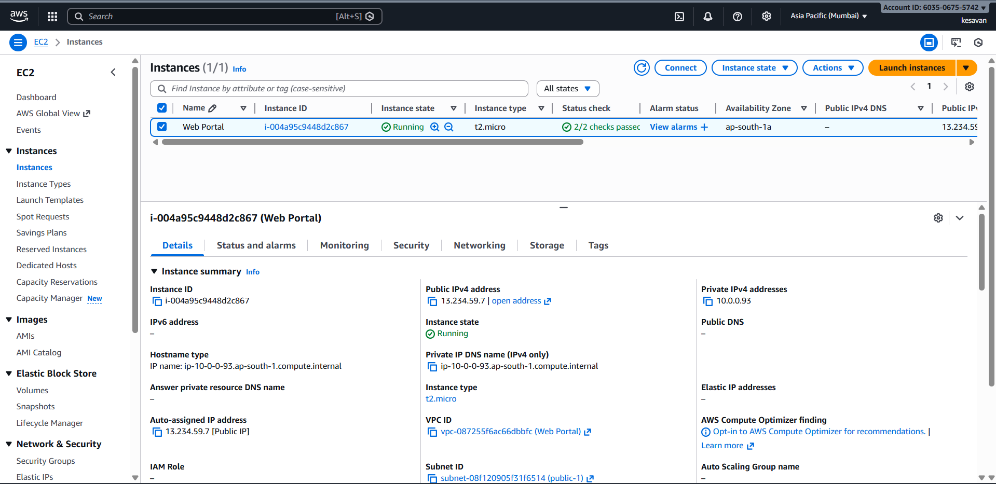 aws Search [Alt+S] Asia Pacific (Mumbai) Account ID: 6035-0675-5742
kesavan
EC2 > Instances
EC2
Dashboard
AWS Global View
Events
Instances
Instances
Instance Types
Launch Templates
Spot Requests
Savings Plans
Reserved Instances
Dedicated Hosts
Capacity Reservations
Capacity Manager New
Images
AMIs
AMI Catalog
Elastic Block Store
Volumes
Snapshots
Lifecycle Manager
Network & Security
Security Groups
Elastic IPs
Instances (1/1) Info
Connect Instance state Actions Launch instances
Find Instance by attribute or tag (case-sensitive) All states 1
Name Instance ID Instance state Instance type Status check Alarm status Availability Zone Public IPv4 DNS Public IP
Web Portal i-004a95c9448d2c867 Running t2.micro 2/2 checks passed View alarms + ap-south-1a – 13.234.59
i-004a95c9448d2c867 (Web Portal)
Details Status and alarms Monitoring Security Networking Storage Tags
Instance summary Info
Instance ID
i-004a95c9448d2c867
Public IPv4 address
13.234.59.7 | open address
Private IPv4 addresses
10.0.0.93
IPv6 address
–
Instance state
Running
Public DNS
–
Hostname type
IP name: ip-10-0-0-93.ap-south-1.compute.internal
Private IP DNS name (IPv4 only)
ip-10-0-0-93.ap-south-1.compute.internal
Answer private resource DNS name
–
Instance type
t2.micro
Elastic IP addresses
–
Auto-assigned IP address
13.234.59.7 [Public IP]
VPC ID
vpc-087255f6ac66dbbfc (Web Portal)
AWS Compute Optimizer finding
Opt-in to AWS Compute Optimizer for recommendations. |
Learn more
IAM Role
–
Subnet ID
subnet-08f120905f31f6514 (public-1)
Auto Scaling Group name
–